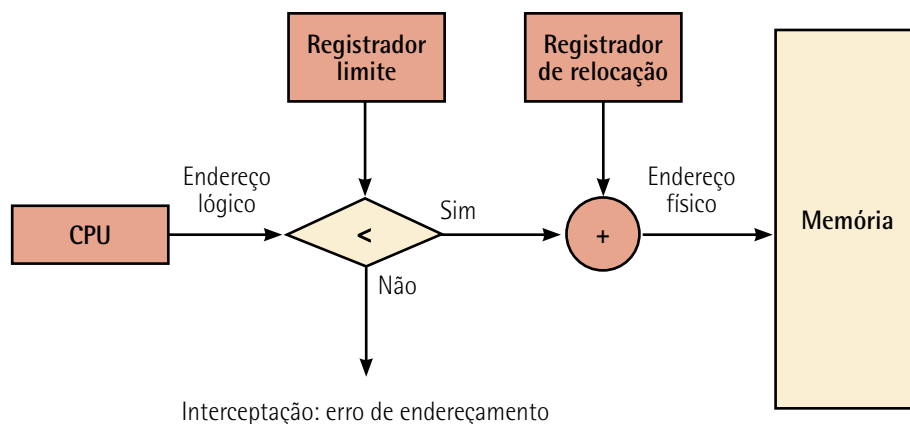 Registrador
limite
Registrador
de relocação
Endereço
lógico
Endereço
físico
CPU
<
Sim
+
Memória
Não
Interceptação: erro de endereçamento